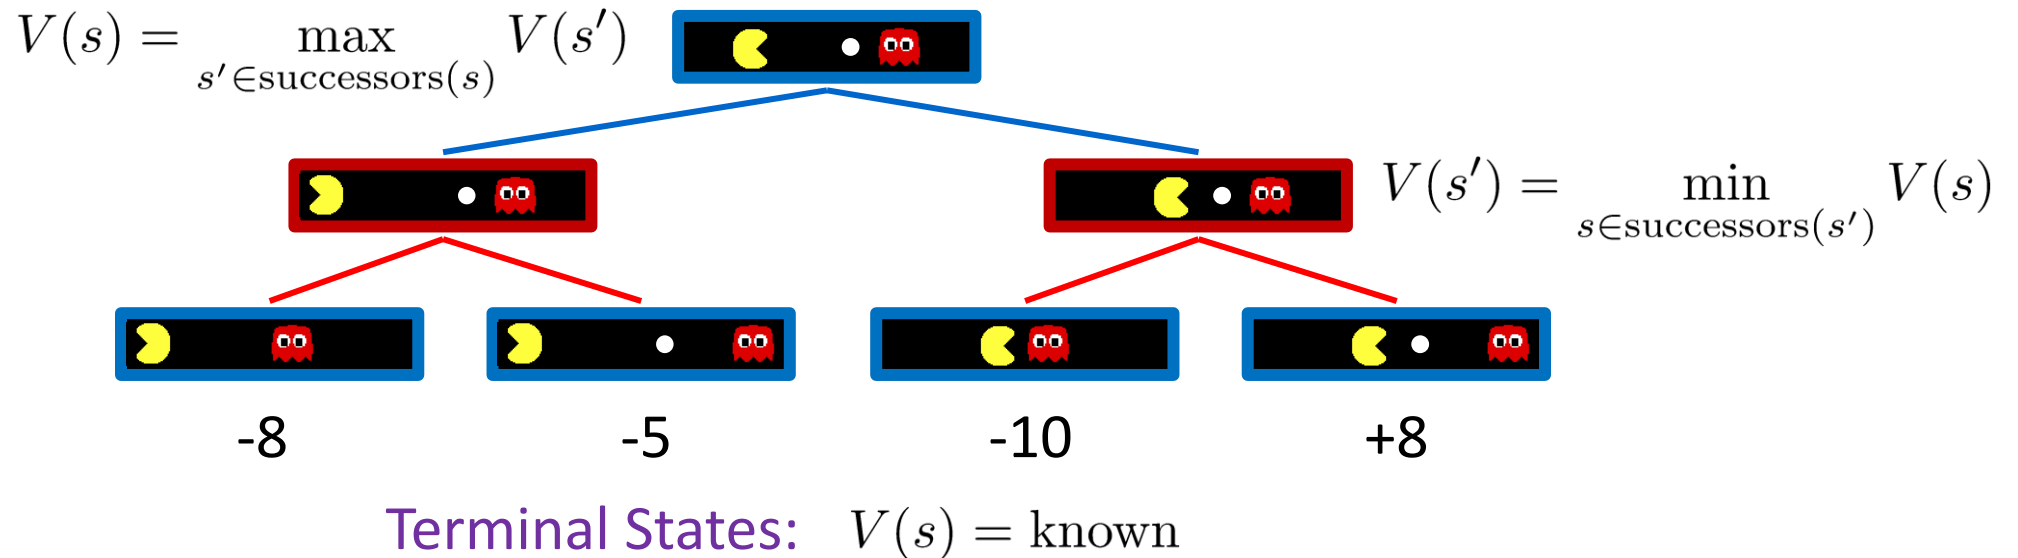 V(s) = max V(s′)
s′∈successors(s)
V(s′) = min V(s)
s∈successors(s′)
-8 -5 -10 +8
Terminal States: V(s) = known